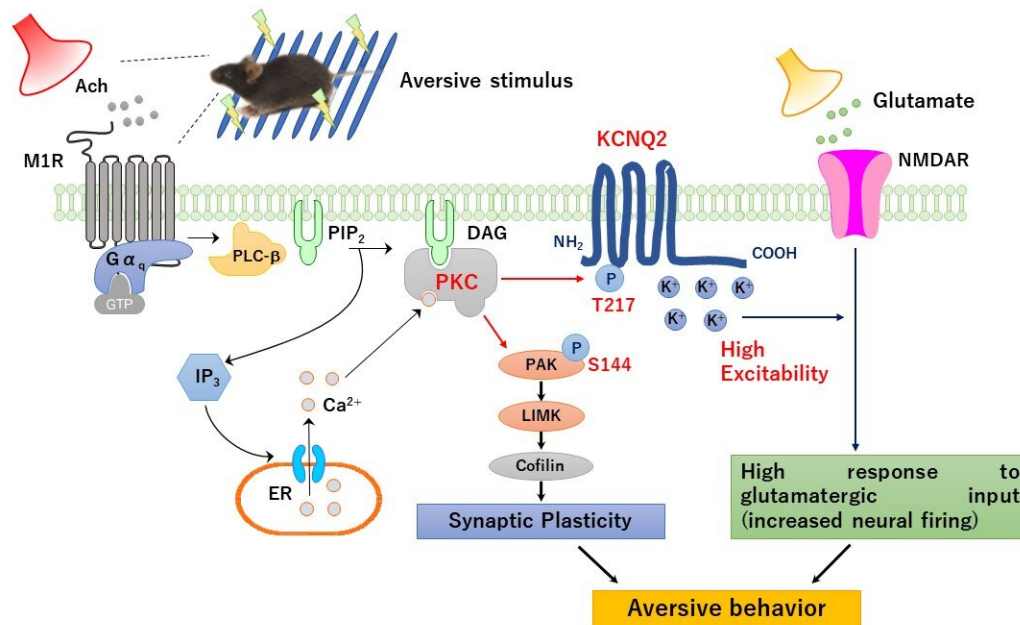 Ach
Aversive stimulus
Glutamate
M1R
KCNQ2
NMDAR
PIP₂
DAG
NH₂
COOH
Gαq
PLC-β
GTP
PKC
P
T217
K⁺ K⁺ K⁺
K⁺ K⁺
High
Excitability
P
PAK
S144
IP₃
Ca²⁺
LIMK
ER
Cofilin
Synaptic Plasticity
High response to
glutamatergic input
(increased neural firing)
Aversive behavior